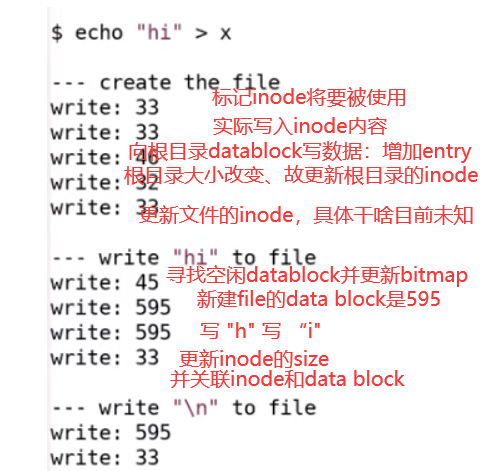 $ echo "hi" > x
--- create the file
write: 33 标记inode将要被使用
write: 33 实际写入inode内容
write: 46 向根目录datablock写数据：增加entry
write: 32 根目录大小改变、故更新根目录的inode
write: 33 更新文件的inode，具体干啥目前未知
--- write "hi" to file
write: 45 寻找空闲datablock并更新bitmap
write: 595 新建file的data block是595
write: 595 写 "h" 写 “i"
write: 33 更新inode的size
并关联inode和data block
--- write "\n" to file
write: 595
write: 33